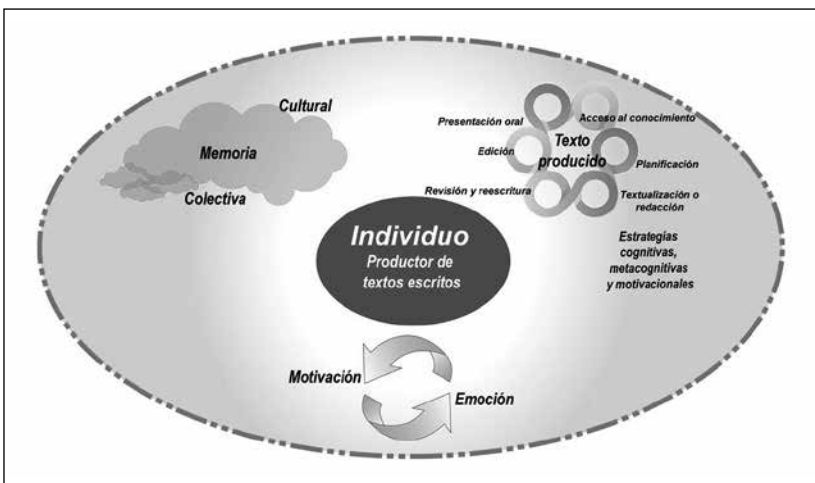 Cultural
Memoria
Colectiva
Presentación oral
Acceso al conocimiento
Edición
Texto
producido
Planificación
Revisión y reescritura
Textualización o
redacción
Estrategias
cognitivas,
metacognitivas
y motivacionales
Individuo
Productor de
textos escritos
Motivación
Emoción